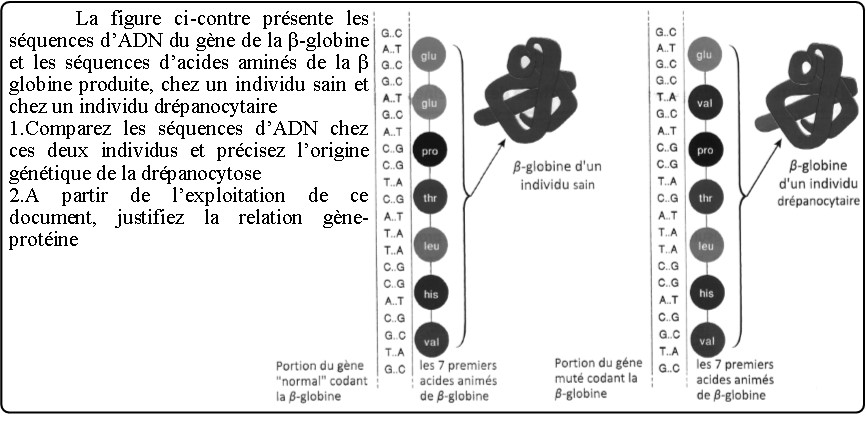 La figure ci-contre présente les
séquences d’ADN du gène de la β-globine
et les séquences d’acides aminés de la β
globine produite, chez un individu sain et
chez un individu drépanocytaire
1.Comparez les séquences d’ADN chez
ces deux individus et précisez l’origine
génétique de la drépanocytose
2.A partir de l’exploitation de ce
document, justifiez la relation gène-
protéine
G..C
A..T
G..C
G..C
A..T
G..C
A..T
C..G
C..G
T..A
C..G
A..T
T..A
T..A
C..G
C..G
A..T
C..G
G..C
T..A
G..C
glu
glu
pro
thr
leu
his
val
β-globine d'un
individu sain
Portion du gène
"normal" codant
la β-globine
les 7 premiers
acides animés
de β-globine
G..C
A..T
G..C
G..C
T..A
G..C
A..T
C..G
C..G
T..A
C..G
A..T
T..A
T..A
C..G
C..G
A..T
C..G
G..C
T..A
G..C
glu
val
pro
thr
leu
his
val
β-globine
d'un individu
drépanocytaire
Portion du géne
muté codant la
β-globine
les 7 premiers
acides animés
de β-globine